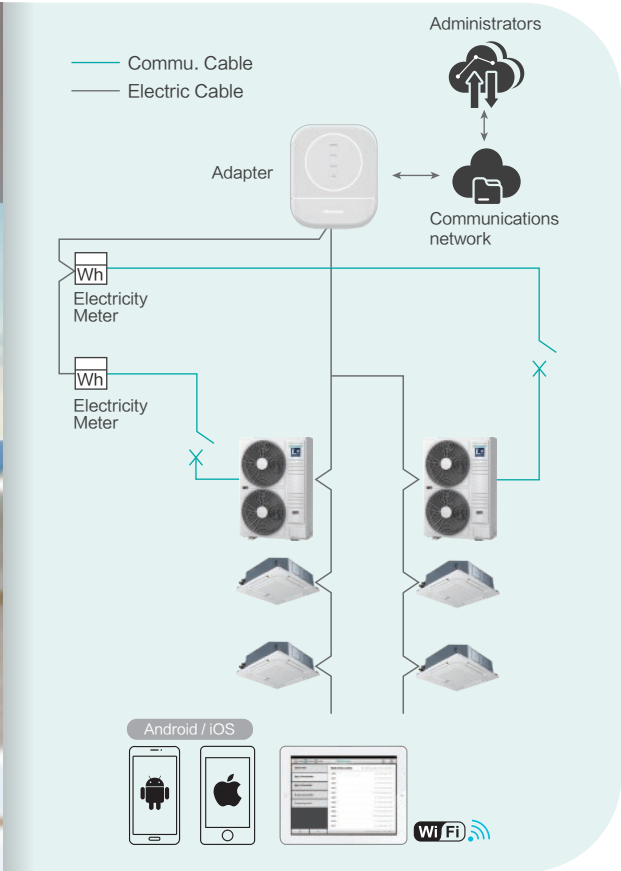 Administrators
Commu. Cable
Electric Cable
Adapter
Communications
network
Wh
Electricity
Meter
Wh
Electricity
Meter
Android / iOS
Wi Fi